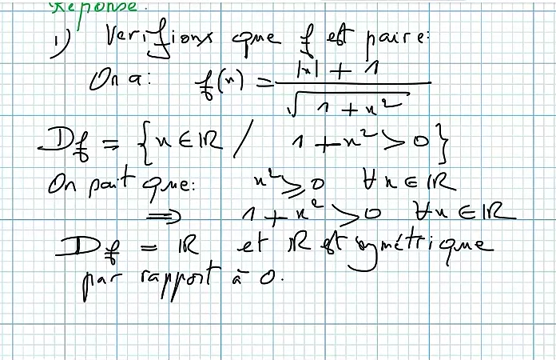 Réponse.
1) Verifions que f est paire:
On a: f(x) = (|x| + 1) / √(1 + x²)
Df = {x ∈ ℝ / 1 + x² > 0}
On sait que: x² ≥ 0 ∀x ∈ ℝ
⇒ 1 + x² > 0 ∀x ∈ ℝ
Df = ℝ et ℝ est symétrique
par rapport à 0.